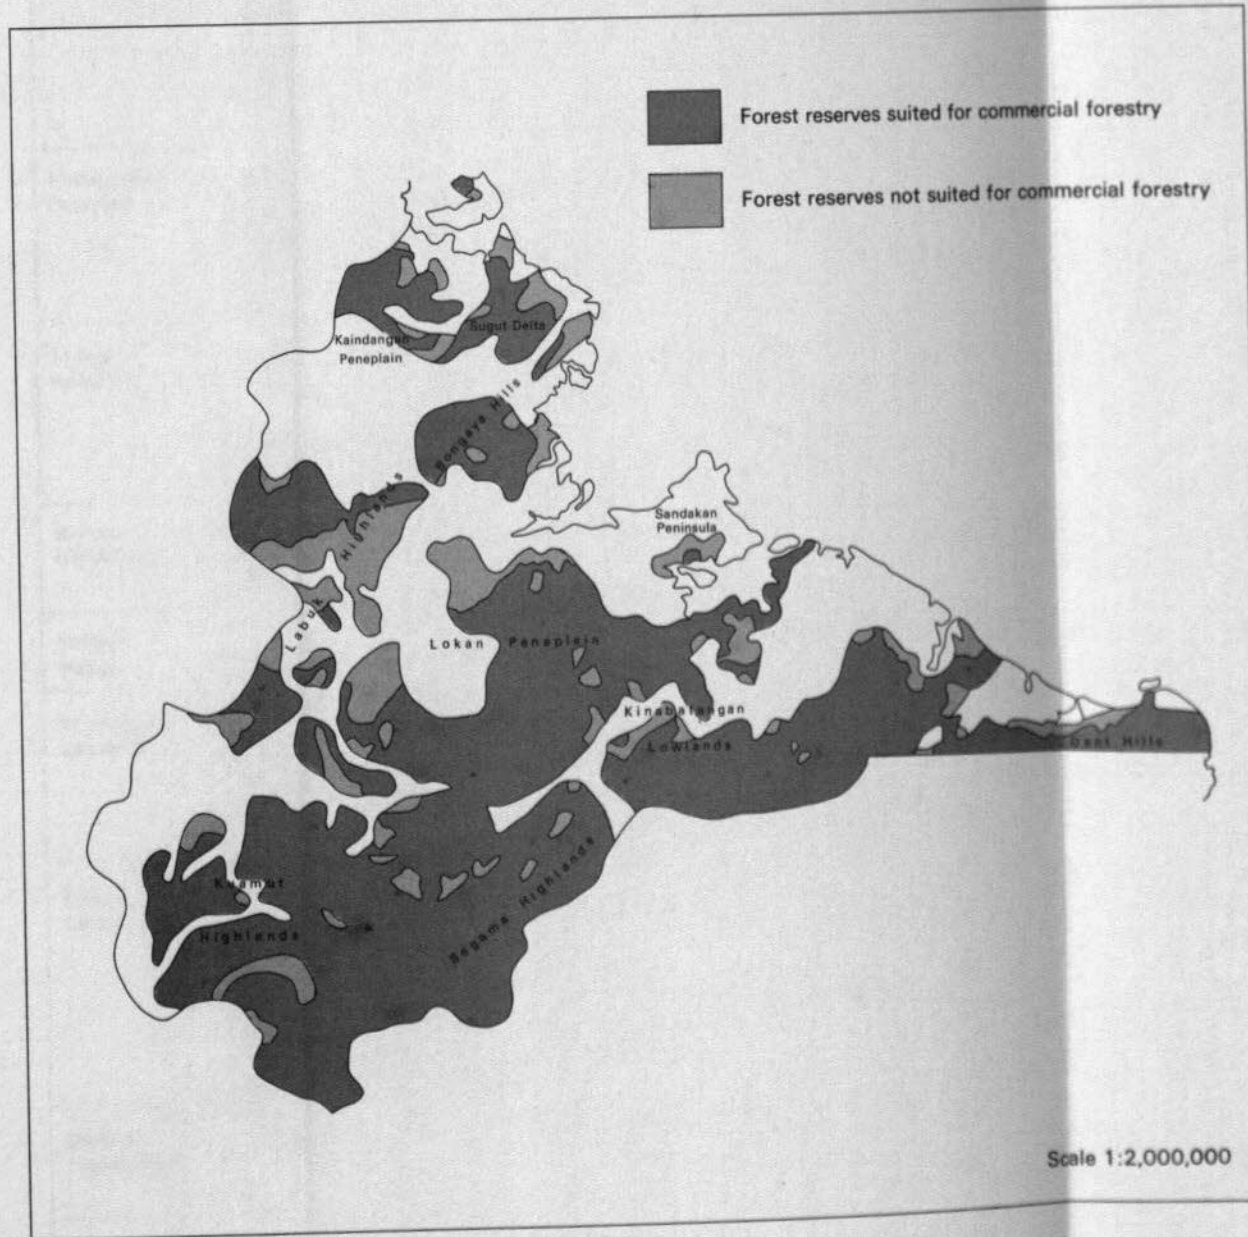 Forest reserves suited for commercial forestry
Forest reserves not suited for commercial forestry
Kaindangan
Peneplain
Sugut Delta
Bongaya Hills
Labuk Highlands
Sandakan
Peninsula
Lokan Peneplain
Kinabatangan
Lowlands
Hills
Kuamut
Highlands
Segama Highlands
Scale 1:2,000,000